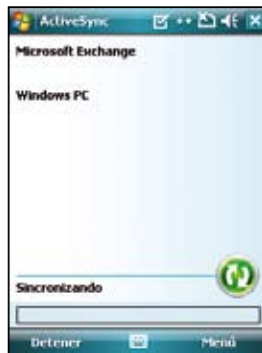 ActiveSync
Microsoft Exchange
Windows PC
Sincronizando
Detener Menú